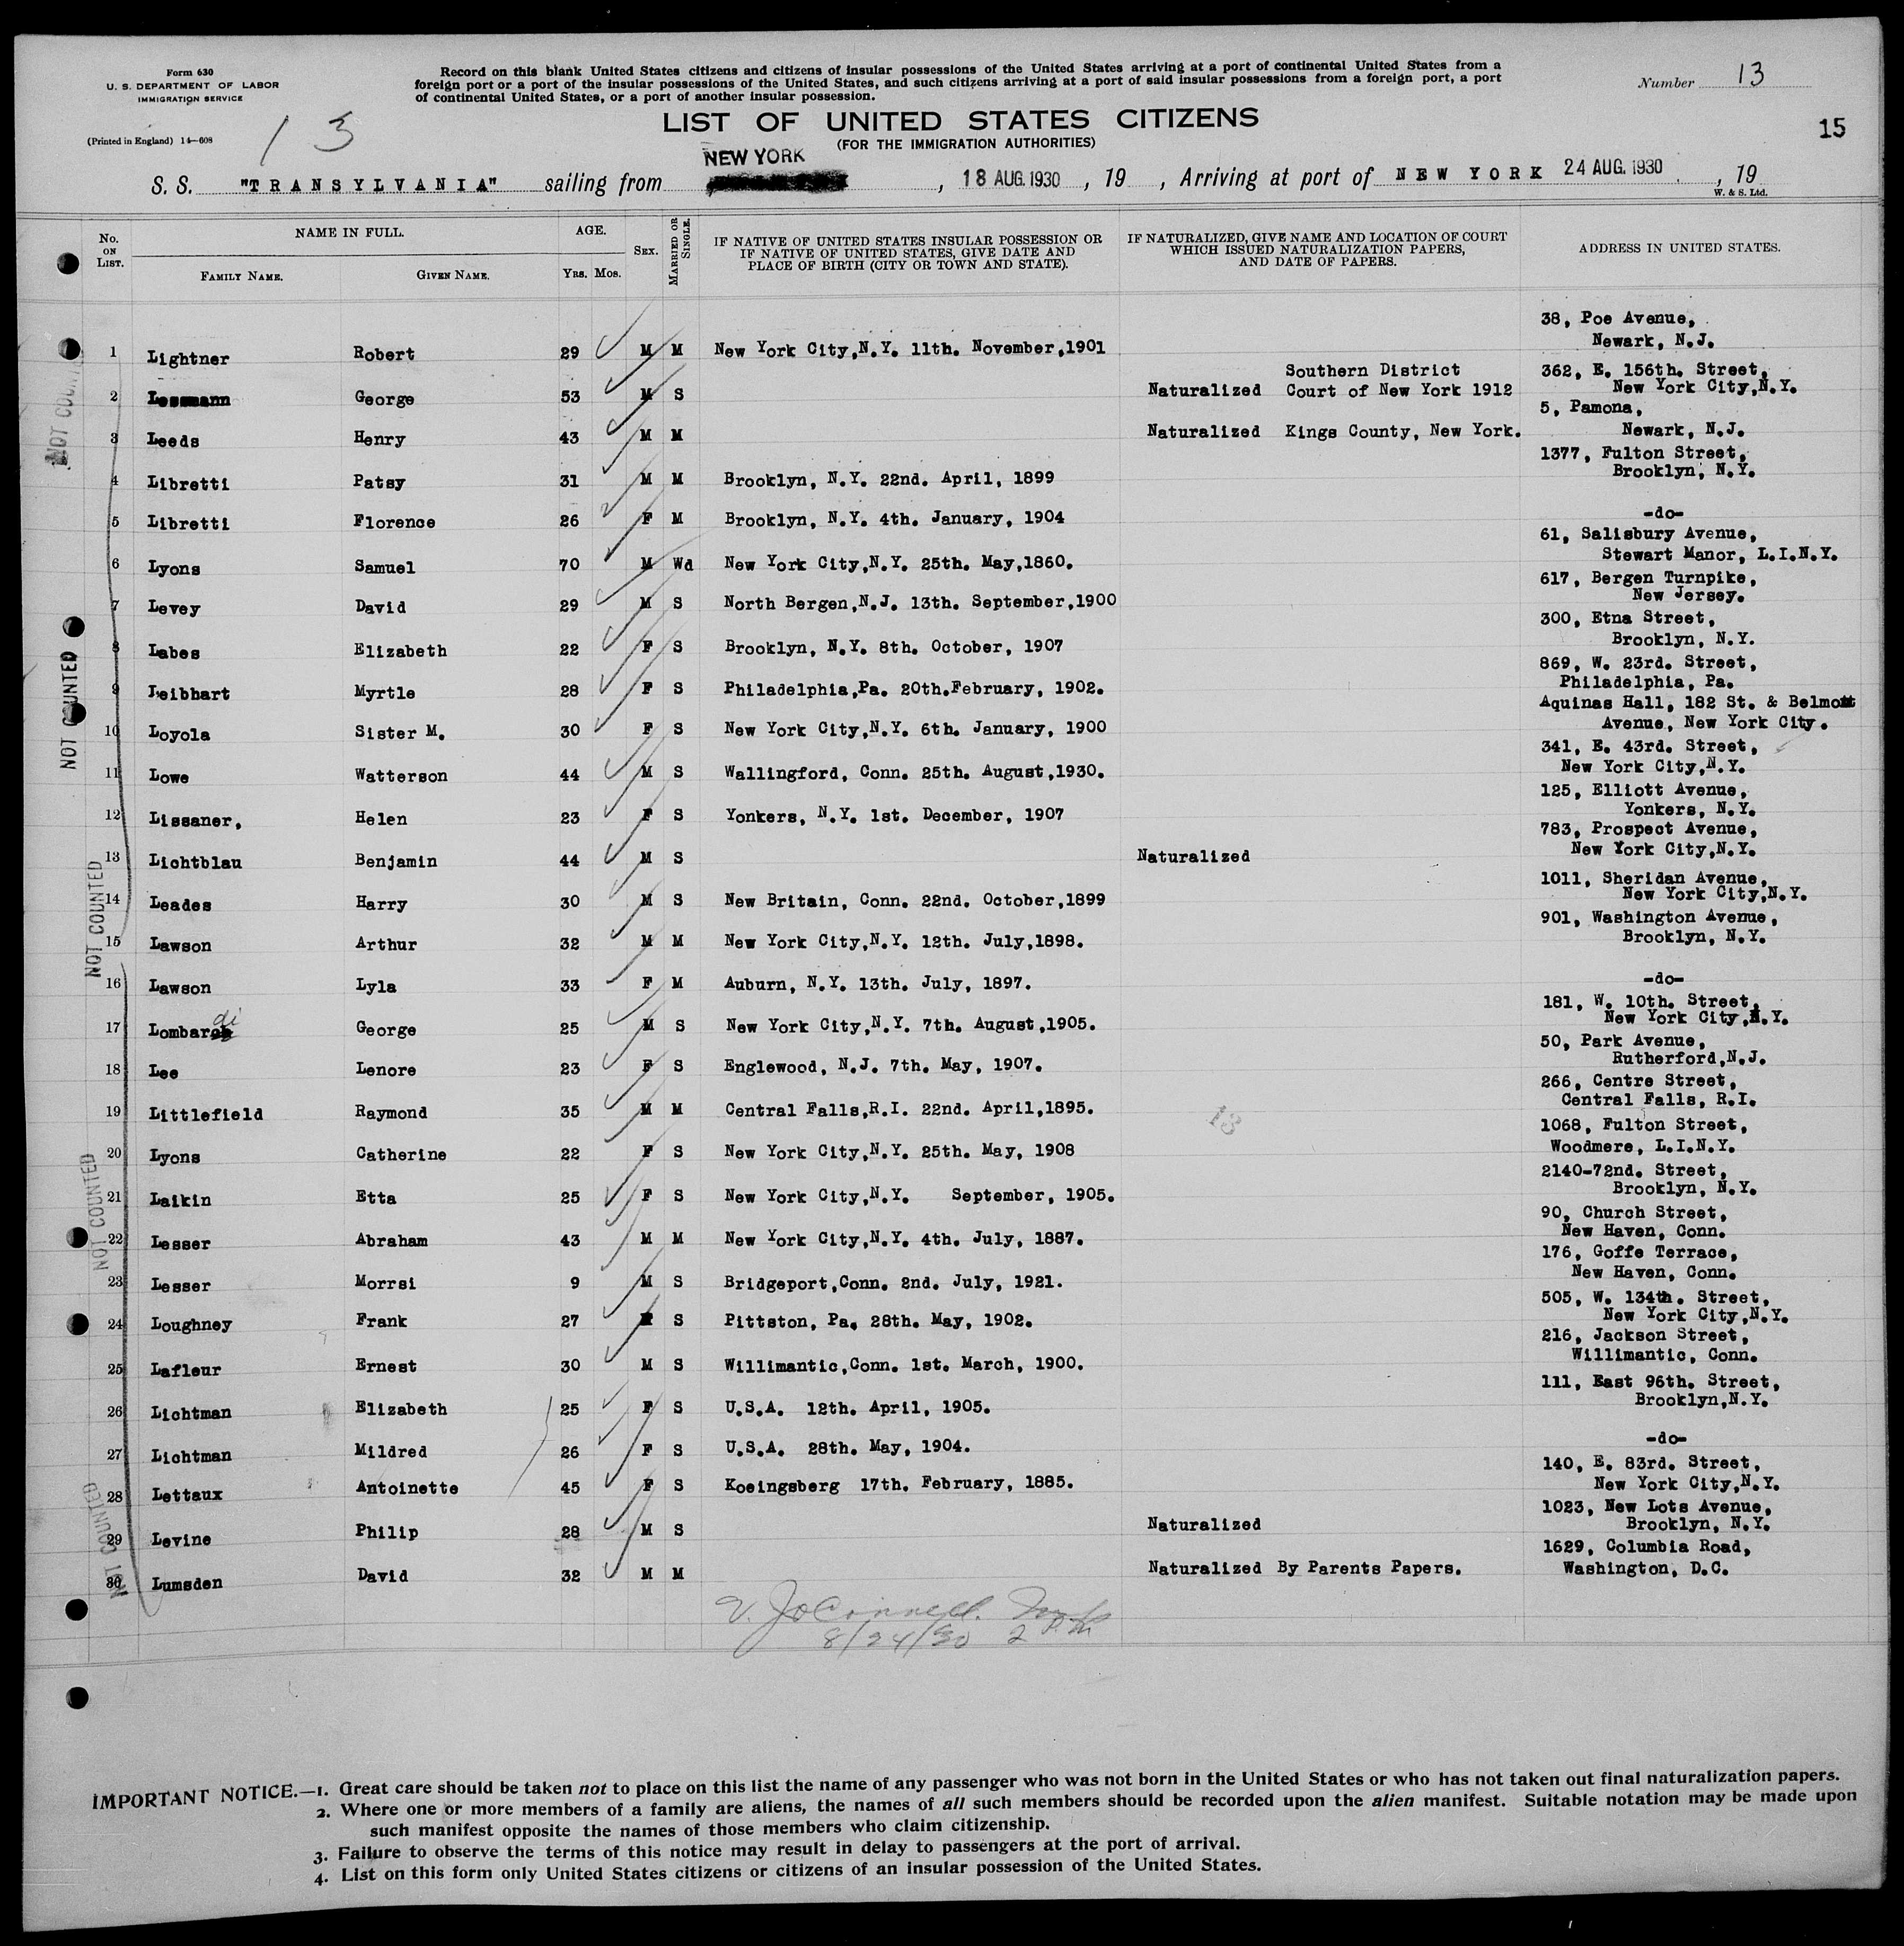 Form 630
U. S. DEPARTMENT OF LABOR
IMMIGRATION SERVICE
(Printed in England) 14—608
13
Record on this blank United States citizens and citizens of insular possessions of the United States arriving at a port of continental United States from a
foreign port or a port of the insular possessions of the United States, and such citizens arriving at a port of said insular possessions from a foreign port, a port
of continental United States, or a port of another insular possession.
Number 13
15
LIST OF UNITED STATES CITIZENS
(FOR THE IMMIGRATION AUTHORITIES)
S. S. "TRANSYLVANIA" sailing from NEW YORK, 18 AUG. 1930, 19 , Arriving at port of NEW YORK 24 AUG. 1930, 19
W. & S. Ltd.
No. ON LIST. NAME IN FULL. FAMILY NAME. GIVEN NAME. AGE. YRS. MOS. SEX. MARRIED OR SINGLE. IF NATIVE OF UNITED STATES INSULAR POSSESSION OR IF NATIVE OF UNITED STATES, GIVE DATE AND PLACE OF BIRTH (CITY OR TOWN AND STATE). IF NATURALIZED, GIVE NAME AND LOCATION OF COURT WHICH ISSUED NATURALIZATION PAPERS, AND DATE OF PAPERS. ADDRESS IN UNITED STATES.
1 Lightner Robert 29 M M New York City,N.Y. 11th. November,1901 38, Poe Avenue, Newark, N.J.
2 Lessmann George 53 M S Naturalized Southern District Court of New York 1912 362, E. 156th. Street, New York City,N.Y.
3 Leeds Henry 43 M M Naturalized Kings County, New York. 5, Pamona, Newark, N.J.
4 Libretti Patsy 31 M M Brooklyn, N.Y. 22nd. April, 1899 1377, Fulton Street, Brooklyn, N.Y.
5 Libretti Florence 26 F M Brooklyn, N.Y. 4th. January, 1904 -do-
6 Lyons Samuel 70 M Wd New York City,N.Y. 25th. May,1860. 61, Salisbury Avenue, Stewart Manor, L.I.N.Y.
7 Levey David 29 M S North Bergen,N.J. 13th. September,1900 617, Bergen Turnpike, New Jersey.
8 Labes Elizabeth 22 F S Brooklyn, N.Y. 8th. October, 1907 300, Etna Street, Brooklyn, N.Y.
9 Leibhart Myrtle 28 F S Philadelphia,Pa. 20th.February, 1902. 869, W. 23rd. Street, Philadelphia, Pa.
10 Loyola Sister M. 30 F S New York City,N.Y. 6th. January, 1900 Aquinas Hall, 182 St. & Belmont Avenue, New York City.
11 Lowe Watterson 44 M S Wallingford, Conn. 25th. August,1930. 341, E. 43rd. Street, New York City,N.Y.
12 Lissaner, Helen 23 F S Yonkers, N.Y. 1st. December, 1907 125, Elliott Avenue, Yonkers, N.Y.
13 Lichtblau Benjamin 44 M S Naturalized 783, Prospect Avenue, New York City,N.Y.
14 Leades Harry 30 M S New Britain, Conn. 22nd. October,1899 1011, Sheridan Avenue, New York City,N.Y.
15 Lawson Arthur 32 M M New York City,N.Y. 12th. July,1898. 901, Washington Avenue, Brooklyn, N.Y.
16 Lawson Lyla 33 F M Auburn, N.Y. 13th. July, 1897. -do-
17 Lombardi George 25 M S New York City,N.Y. 7th. August,1905. 181, W. 10th. Street, New York City,N.Y.
18 Lee Lenore 23 F S Englewood, N.J. 7th. May, 1907. 50, Park Avenue, Rutherford,N.J.
19 Littlefield Raymond 35 M M Central Falls,R.I. 22nd. April,1895. 266, Centre Street, Central Falls, R.I.
13
20 Lyons Catherine 22 F S New York City,N.Y. 25th. May, 1908 1068, Fulton Street, Woodmere, L.I.N.Y.
21 Laikin Etta 25 F S New York City,N.Y. September, 1905. 2140-72nd. Street, Brooklyn, N.Y.
22 Lesser Abraham 43 M M New York City,N.Y. 4th. July, 1887. 90, Church Street, New Haven, Conn.
23 Lesser Morrsi 9 M S Bridgeport,Conn. 2nd. July, 1921. 176, Goffe Terrace, New Haven, Conn.
24 Loughney Frank 27 S Pittston, Pa. 28th. May, 1902. 505, W. 134th. Street, New York City,N.Y.
25 Lafleur Ernest 30 M S Willimantic,Conn. 1st. March, 1900. 216, Jackson Street, Willimantic, Conn.
26 Lichtman Elizabeth 25 F S U.S.A. 12th. April, 1905. 111, East 96th. Street, Brooklyn,N.Y.
27 Lichtman Mildred 26 F S U.S.A. 28th. May, 1904. -do-
28 Lettaux Antoinette 45 F S Koeingsberg 17th. February, 1885. 140, E. 83rd. Street, New York City,N.Y.
29 Levine Philip 28 M S Naturalized 1023, New Lots Avenue, Brooklyn, N.Y.
30 Lumsden David 32 M M Naturalized By Parents Papers. 1629, Columbia Road, Washington, D.C.
NOT COUNTED
NOT COUNTED
NOT COUNTED
NOT COUNTED
NOT COUNTED
V. JoConnell.
8/24/30 2 P.M
IMPORTANT NOTICE.—1. Great care should be taken not to place on this list the name of any passenger who was not born in the United States or who has not taken out final naturalization papers.
2. Where one or more members of a family are aliens, the names of all such members should be recorded upon the alien manifest. Suitable notation may be made upon
such manifest opposite the names of those members who claim citizenship.
3. Failure to observe the terms of this notice may result in delay to passengers at the port of arrival.
4. List on this form only United States citizens or citizens of an insular possession of the United States.